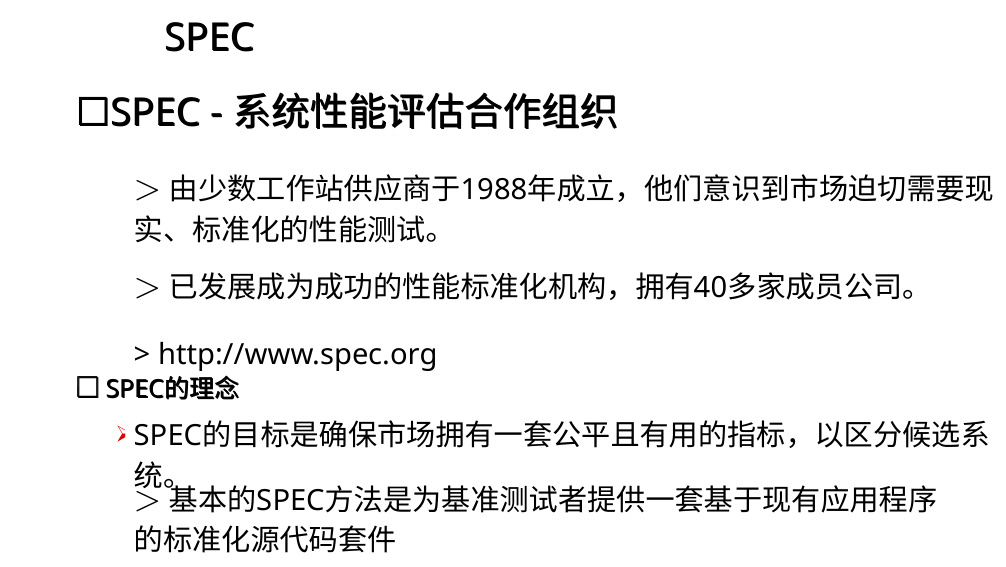 SPEC
□SPEC - 系统性能评估合作组织
＞ 由少数工作站供应商于1988年成立，他们意识到市场迫切需要现
实、标准化的性能测试。
＞ 已发展成为成功的性能标准化机构，拥有40多家成员公司。
> http://www.spec.org
□ SPEC的理念
➢ SPEC的目标是确保市场拥有一套公平且有用的指标，以区分候选系
统。
＞ 基本的SPEC方法是为基准测试者提供一套基于现有应用程序
的标准化源代码套件